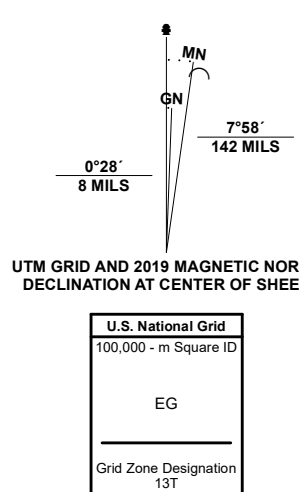 MN
GN
7°58´
142 MILS
0°28´
8 MILS
UTM GRID AND 2019 MAGNETIC NOR
DECLINATION AT CENTER OF SHEE
U.S. National Grid
100,000 - m Square ID
EG
Grid Zone Designation
13T